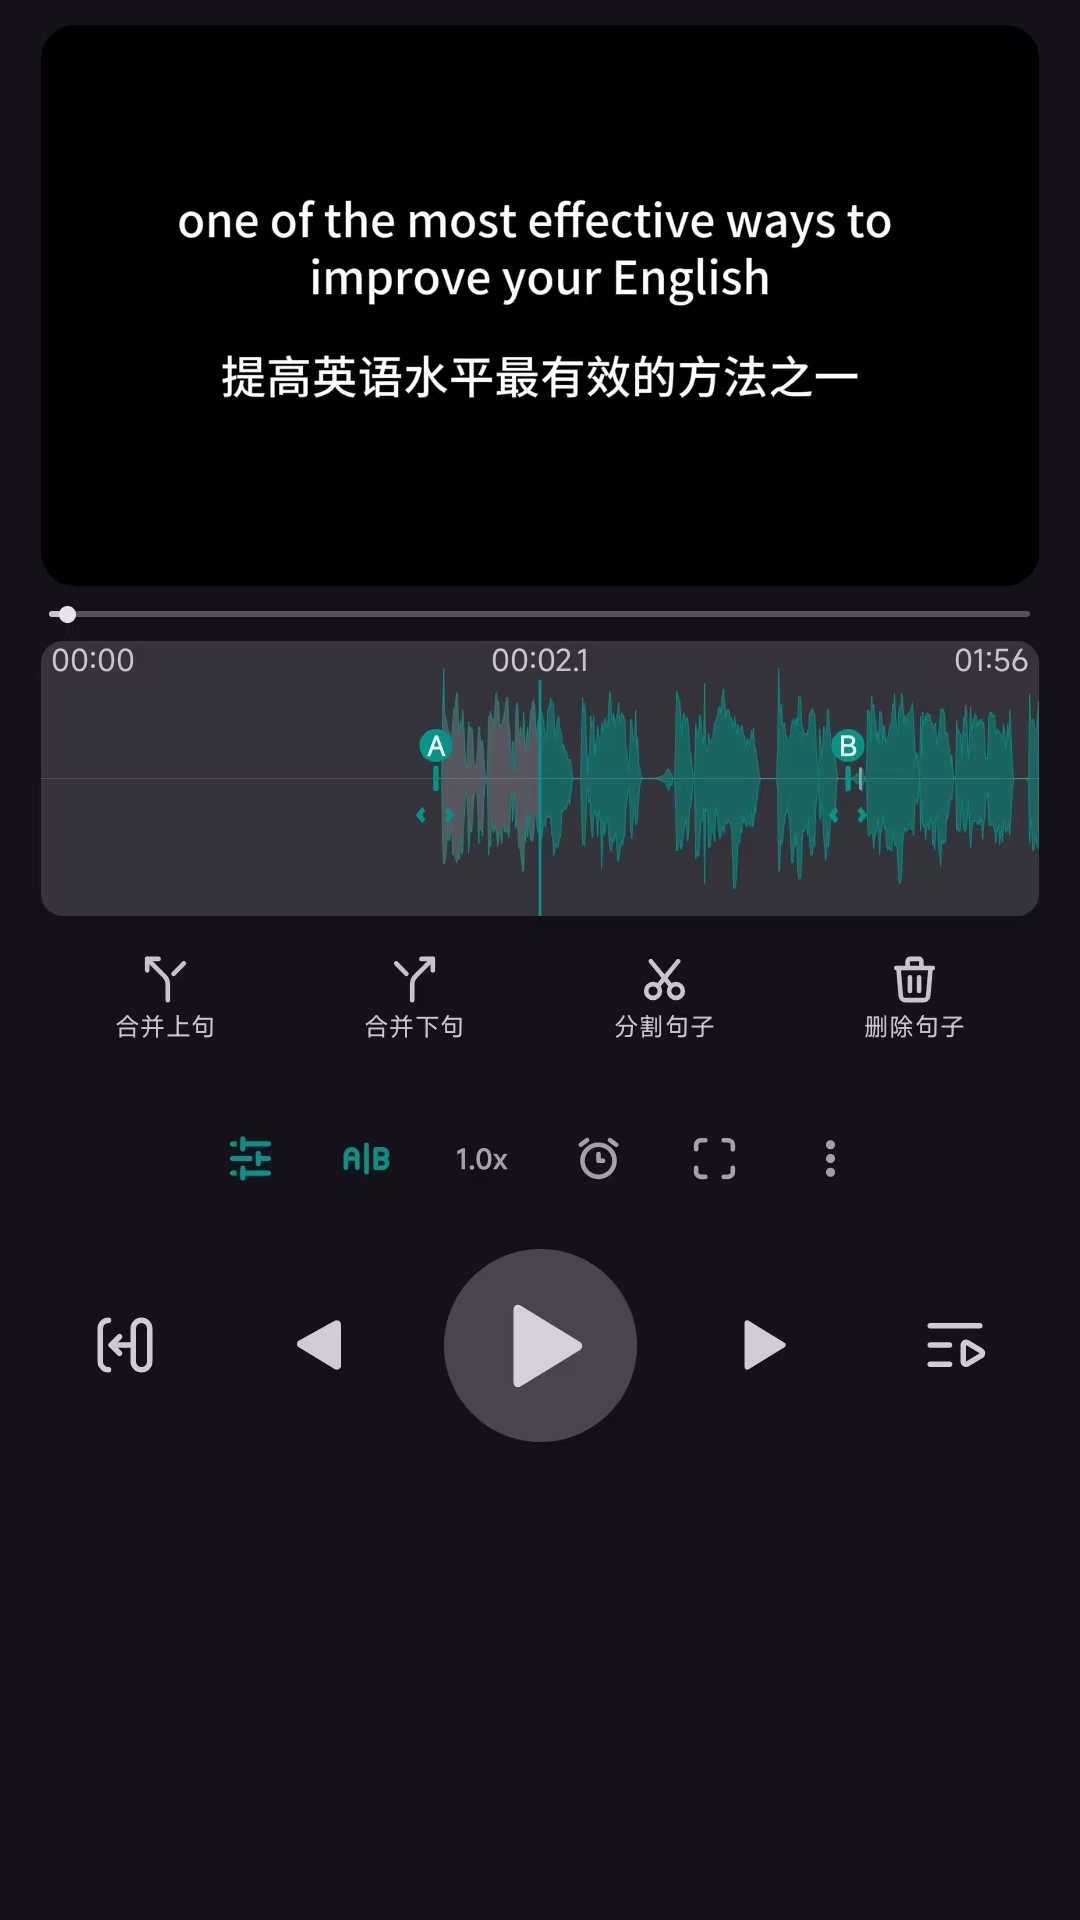 one of the most effective ways to
improve your English
提高英语水平最有效的方法之一
00:00 00:02.1 01:56
A B
合并上句 合并下句 分割句子 删除句子
A|B 1.0x